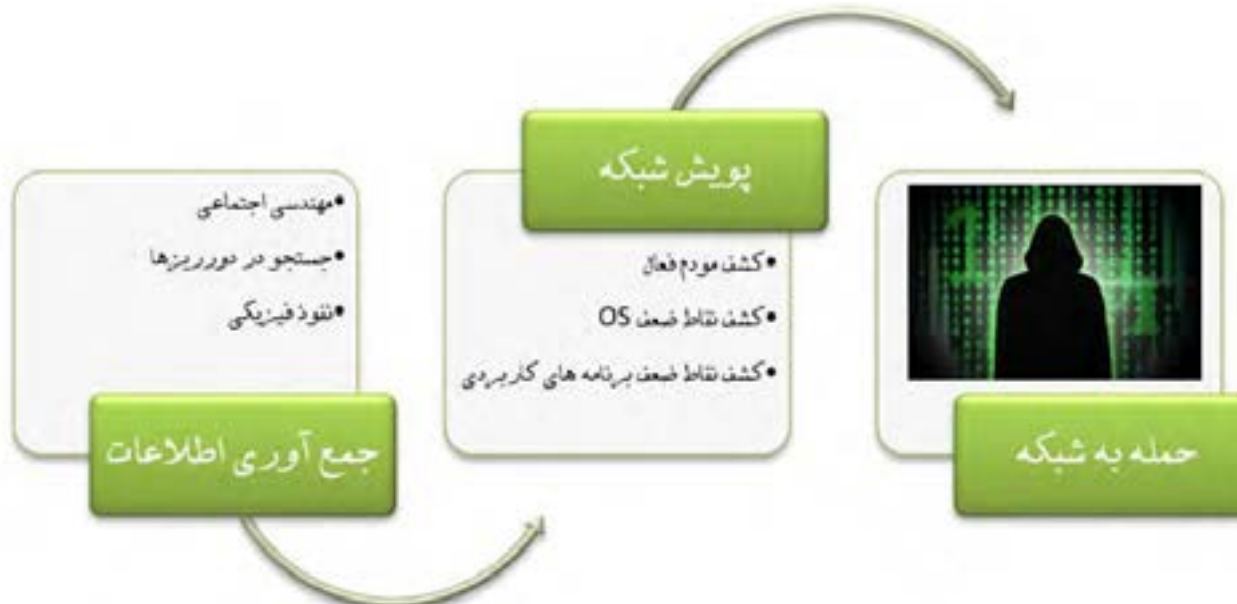 •مهندسی اجتماعی
•جستجو در دورریزها
•نفوذ فیزیکی
جمع آوری اطلاعات
پویش شبکه
•کشف مودم فعال
•کشف نقاط ضعف OS
•کشف نقاط ضعف برنامه های کاربردی
حمله به شبکه